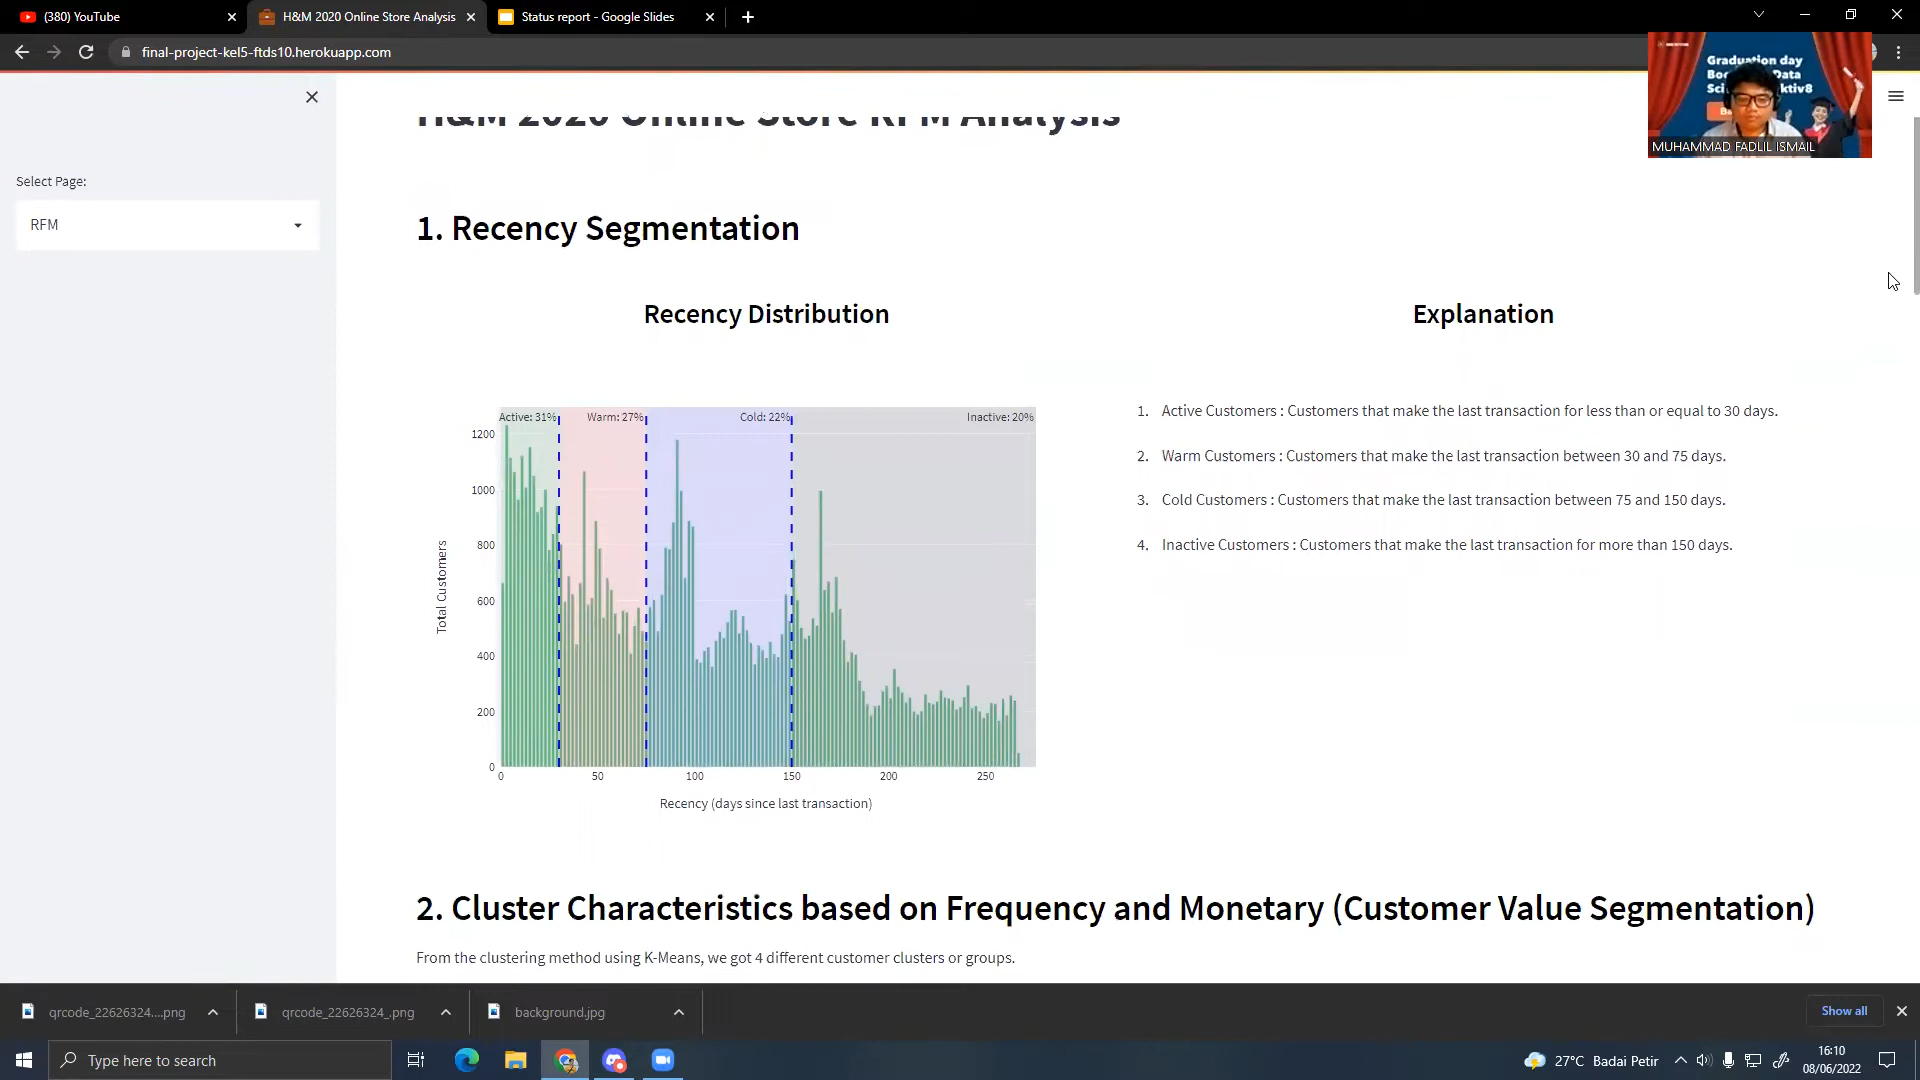 (380) YouTube
H&M 2020 Online Store Analysis
Status report - Google Slides
final-project-kel5-ftds10.herokuapp.com
Graduation day
MUHAMMAD FADLIL ISMAIL
H&M 2020 Online Store RFM Analysis
Select Page:
RFM
1. Recency Segmentation
Recency Distribution
Active: 31%
Warm: 27%
Cold: 22%
Inactive: 20%
1200
1000
800
600
400
200
0
Total Customers
0
50
100
150
200
250
Recency (days since last transaction)
Explanation
1. Active Customers : Customers that make the last transaction for less than or equal to 30 days.
2. Warm Customers : Customers that make the last transaction between 30 and 75 days.
3. Cold Customers : Customers that make the last transaction between 75 and 150 days.
4. Inactive Customers : Customers that make the last transaction for more than 150 days.
2. Cluster Characteristics based on Frequency and Monetary (Customer Value Segmentation)
From the clustering method using K-Means, we got 4 different customer clusters or groups.
qrcode_22626324....png
qrcode_22626324_.png
background.jpg
Show all
Type here to search
27°C Badai Petir
16:10
08/06/2022